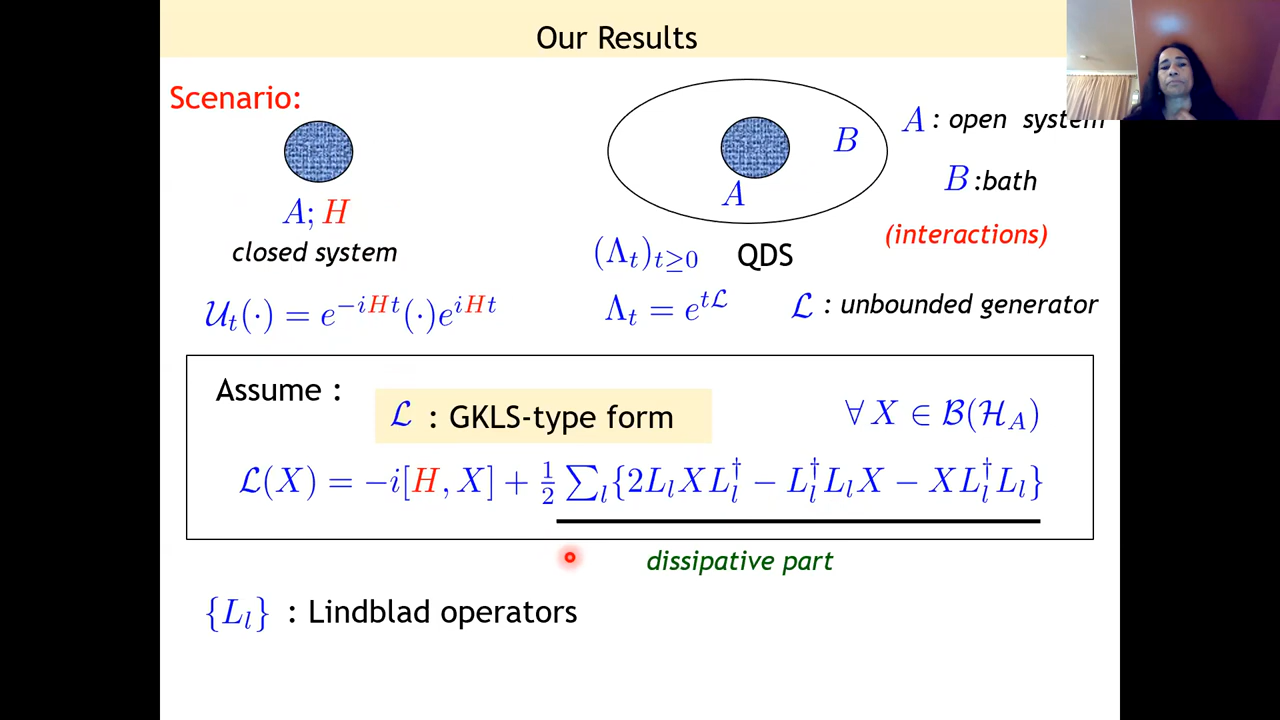 Our Results
Scenario:
A; H
closed system
B
A
A : open system
B :bath
(interactions)
(Λ_t)_{t≥0} QDS
𝒰_t(·) = e^{-iHt}(·)e^{iHt}
Λ_t = e^{tℒ} ℒ : unbounded generator
Assume :
ℒ : GKLS-type form ∀ X ∈ ℬ(ℋ_A)
ℒ(X) = −i[H, X] + ½ ∑_l{2L_l X L_l^† − L_l^† L_l X − X L_l^† L_l}
dissipative part
{L_l} : Lindblad operators